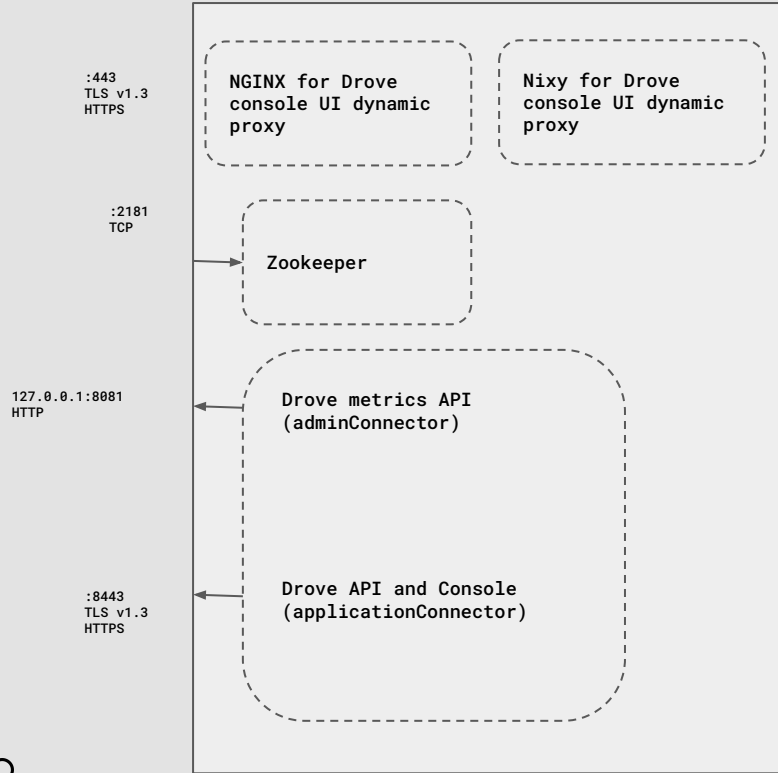 :443
TLS v1.3
HTTPS
NGINX for Drove
console UI dynamic
proxy
Nixy for Drove
console UI dynamic
proxy
:2181
TCP
Zookeeper
127.0.0.1:8081
HTTP
Drove metrics API
(adminConnector)
:8443
TLS v1.3
HTTPS
Drove API and Console
(applicationConnector)